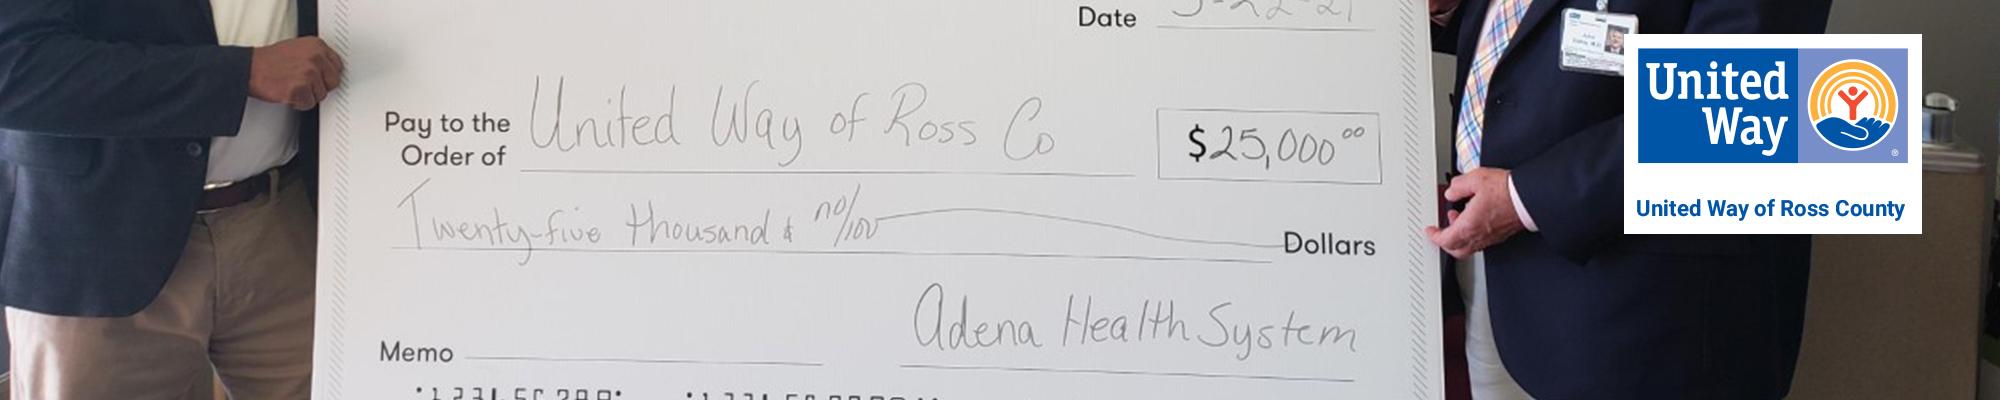 Date
Pay to the Order of United Way of Ross Co $25,000⁰⁰
Twenty-five thousand & no/100 Dollars
Adena Health System
Memo
United Way
®
United Way of Ross County